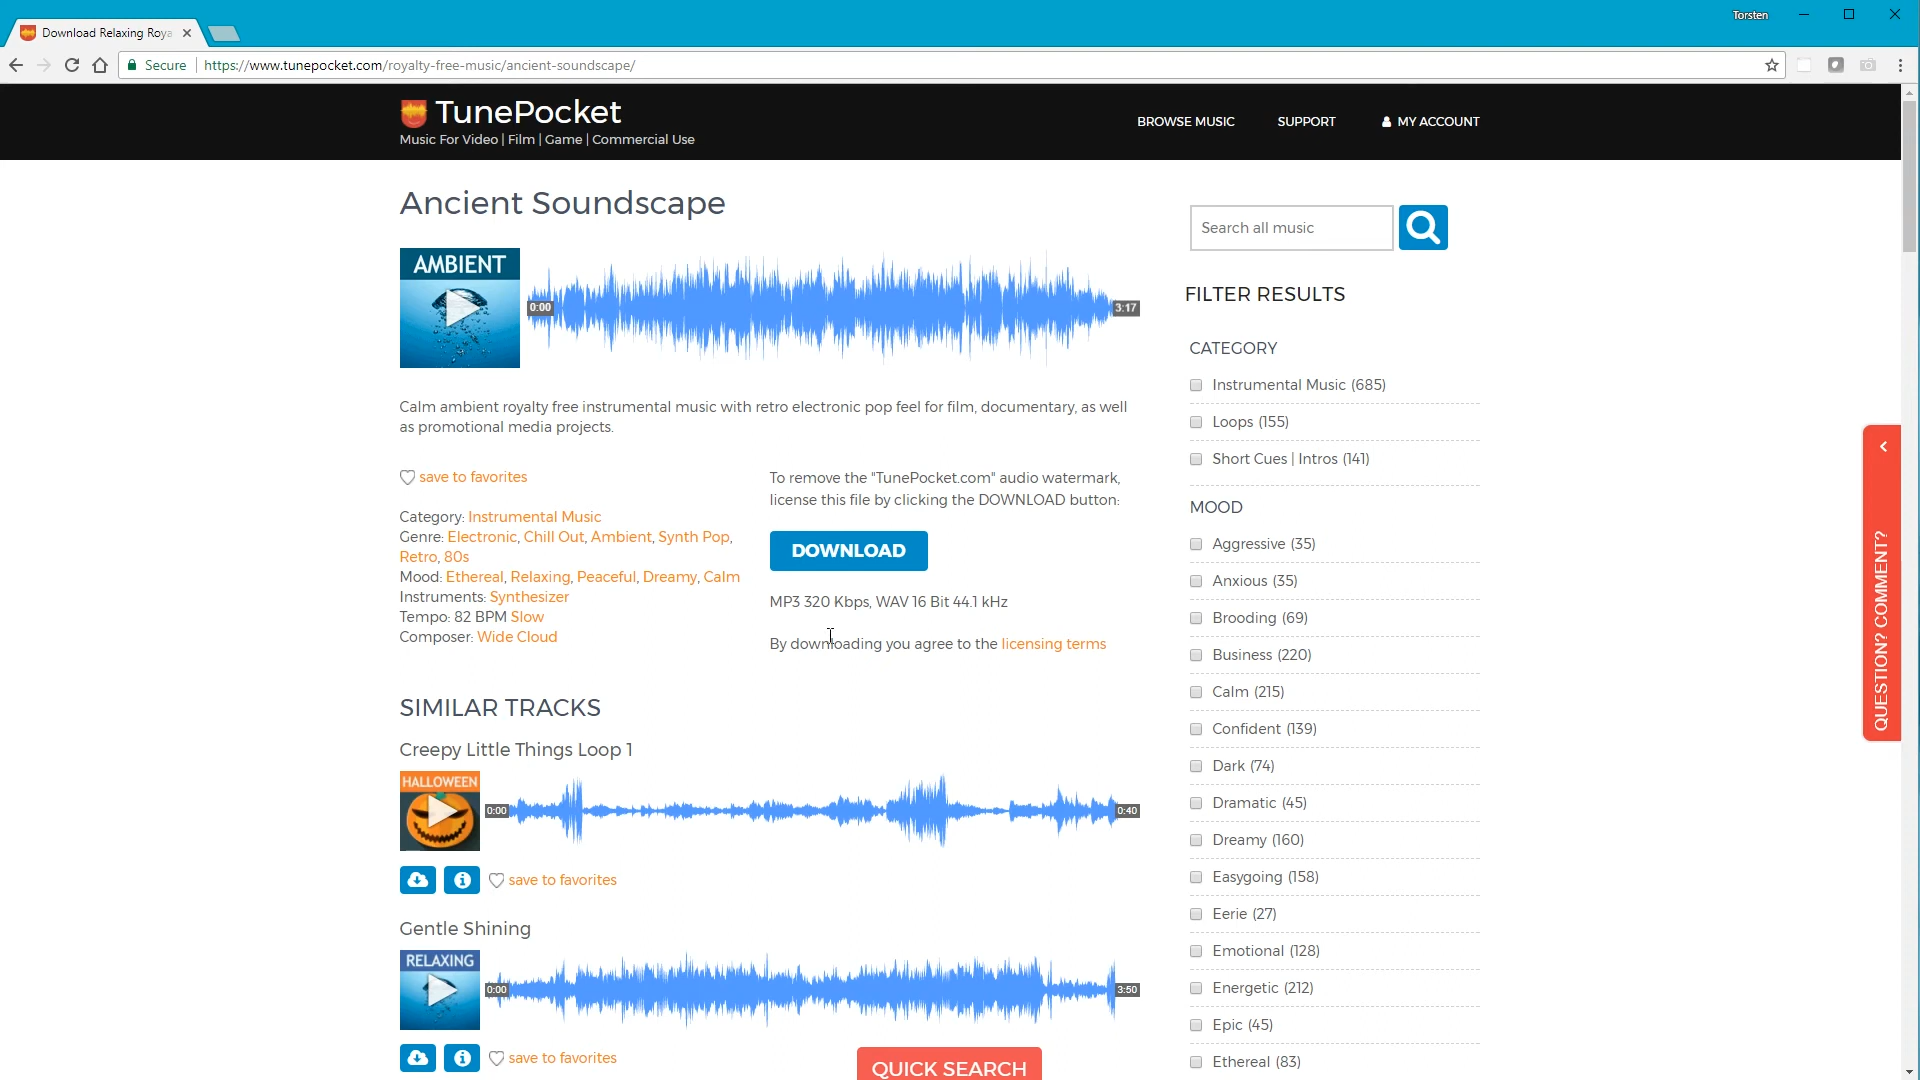 Torsten
Download Relaxing Roya
Secure
https://www.tunepocket.com/royalty-free-music/ancient-soundscape/
TunePocket
Music For Video | Film | Game | Commercial Use
BROWSE MUSIC
SUPPORT
MY ACCOUNT
Ancient Soundscape
AMBIENT
0:00
3:17
Calm ambient royalty free instrumental music with retro electronic pop feel for film, documentary, as well
as promotional media projects.
save to favorites
Category: Instrumental Music
Genre: Electronic, Chill Out, Ambient, Synth Pop,
Retro, 80s
Mood: Ethereal, Relaxing, Peaceful, Dreamy, Calm
Instruments: Synthesizer
Tempo: 82 BPM Slow
Composer: Wide Cloud
To remove the "TunePocket.com" audio watermark,
license this file by clicking the DOWNLOAD button:
DOWNLOAD
MP3 320 Kbps, WAV 16 Bit 44.1 kHz
By downloading you agree to the licensing terms
SIMILAR TRACKS
Creepy Little Things Loop 1
HALLOWEEN
0:00
0:40
save to favorites
Gentle Shining
RELAXING
0:00
3:50
save to favorites
QUICK SEARCH
Search all music
FILTER RESULTS
CATEGORY
Instrumental Music (685)
Loops (155)
Short Cues | Intros (141)
MOOD
Aggressive (35)
Anxious (35)
Brooding (69)
Business (220)
Calm (215)
Confident (139)
Dark (74)
Dramatic (45)
Dreamy (160)
Easygoing (158)
Eerie (27)
Emotional (128)
Energetic (212)
Epic (45)
Ethereal (83)
QUESTION? COMMENT?